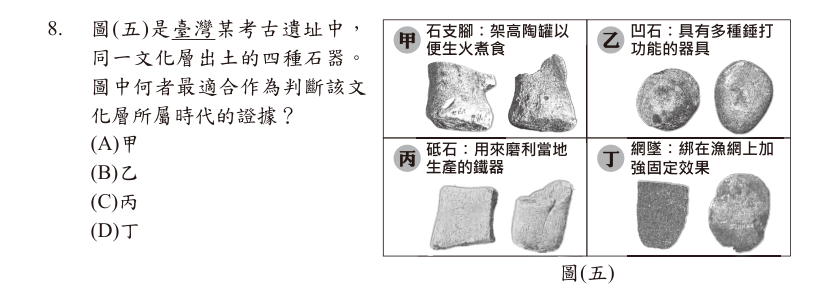 8. 圖(五)是臺灣某考古遺址中，
同一文化層出土的四種石器。
圖中何者最適合作為判斷該文
化層所屬時代的證據？
(A)甲
(B)乙
(C)丙
(D)丁
甲 石支腳：架高陶罐以
便生火煮食
乙 凹石：具有多種錘打
功能的器具
丙 砥石：用來磨利當地
生產的鐵器
丁 網墜：綁在漁網上加
強固定效果
圖(五)